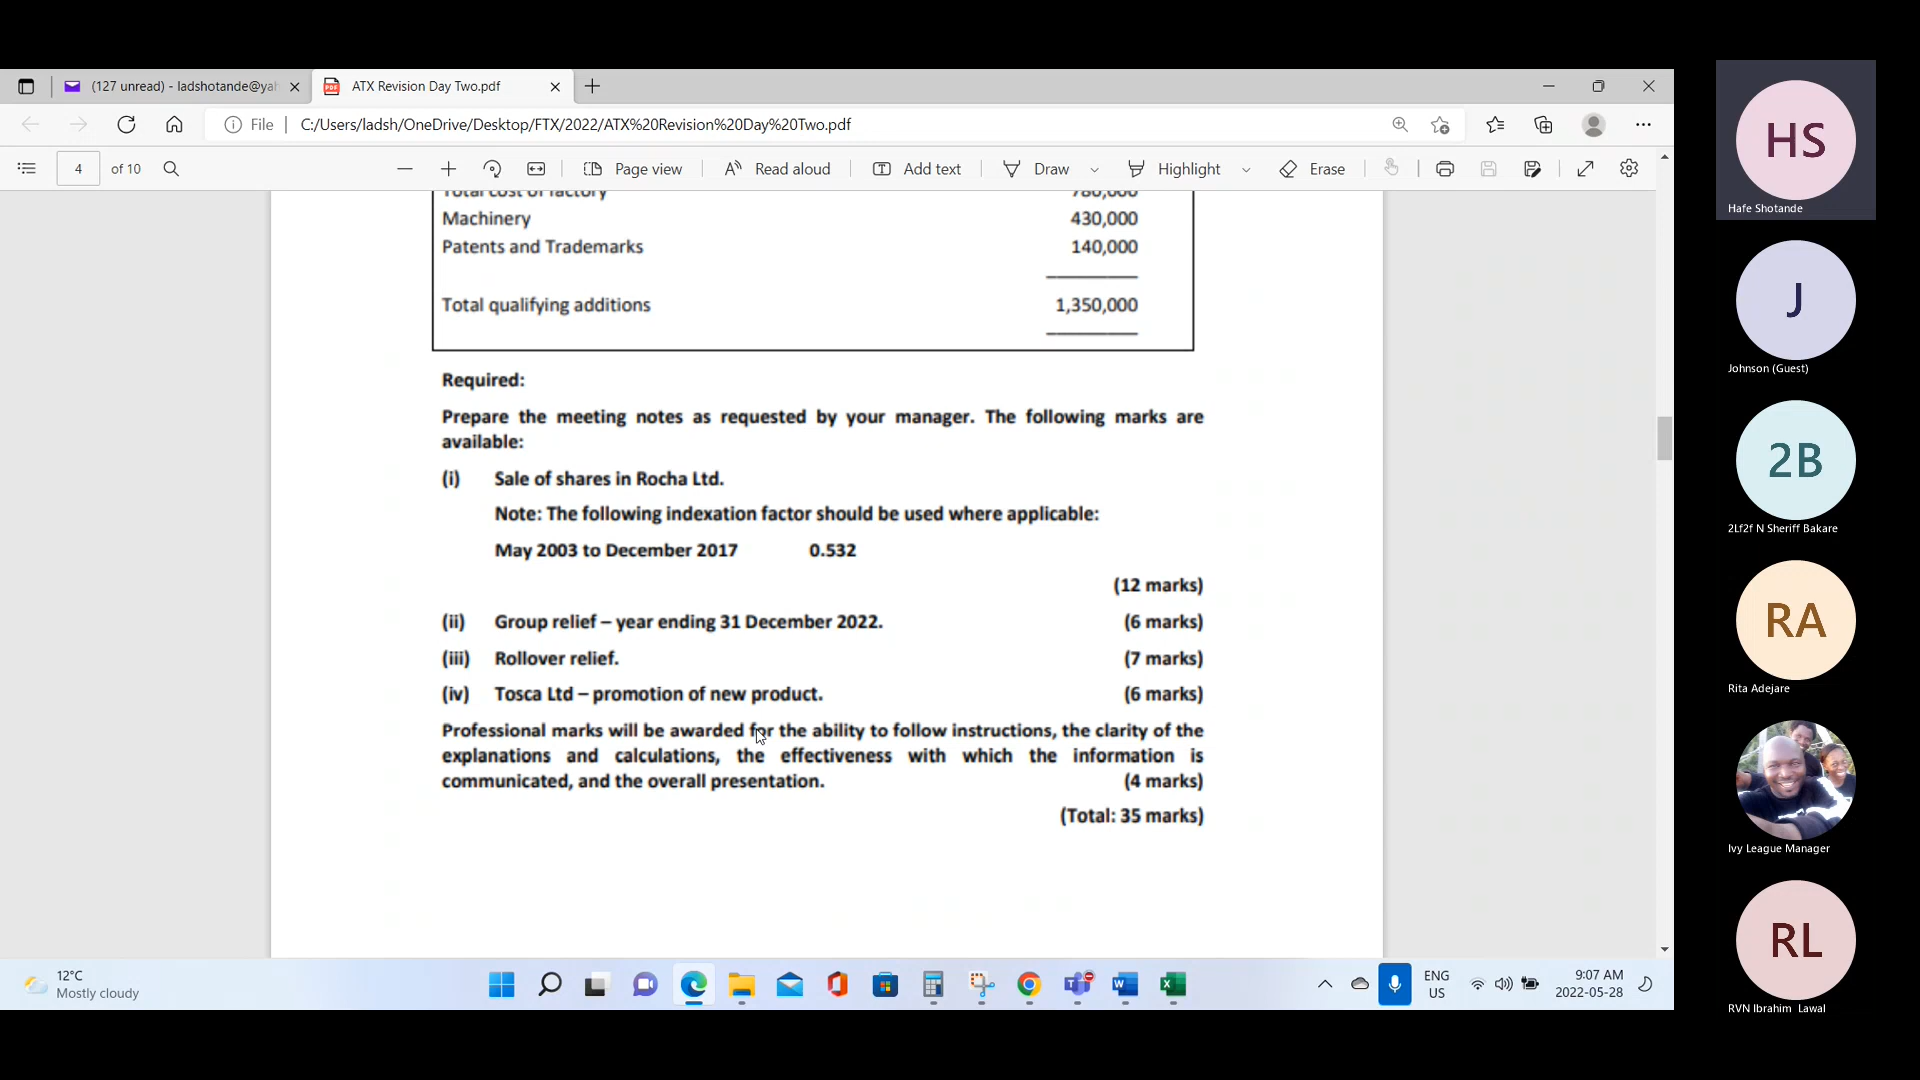 (127 unread) - ladshotande@yah
ATX Revision Day Two.pdf
File
C:/Users/ladsh/OneDrive/Desktop/FTX/2022/ATX%20Revision%20Day%20Two.pdf
4 of 10
Page view
Read aloud
Add text
Draw
Highlight
Erase
Total cost of factory 780,000
Machinery 430,000
Patents and Trademarks 140,000
Total qualifying additions 1,350,000
Required:
Prepare the meeting notes as requested by your manager. The following marks are
available:
(i) Sale of shares in Rocha Ltd.
Note: The following indexation factor should be used where applicable:
May 2003 to December 2017 0.532
(12 marks)
(ii) Group relief – year ending 31 December 2022. (6 marks)
(iii) Rollover relief. (7 marks)
(iv) Tosca Ltd – promotion of new product. (6 marks)
Professional marks will be awarded for the ability to follow instructions, the clarity of the
explanations and calculations, the effectiveness with which the information is
communicated, and the overall presentation. (4 marks)
(Total: 35 marks)
12°C
Mostly cloudy
ENG
US
9:07 AM
2022-05-28
HS
Hafe Shotande
J
Johnson (Guest)
2B
2Lf2f N Sheriff Bakare
RA
Rita Adejare
Ivy League Manager
RL
RVN Ibrahim Lawal